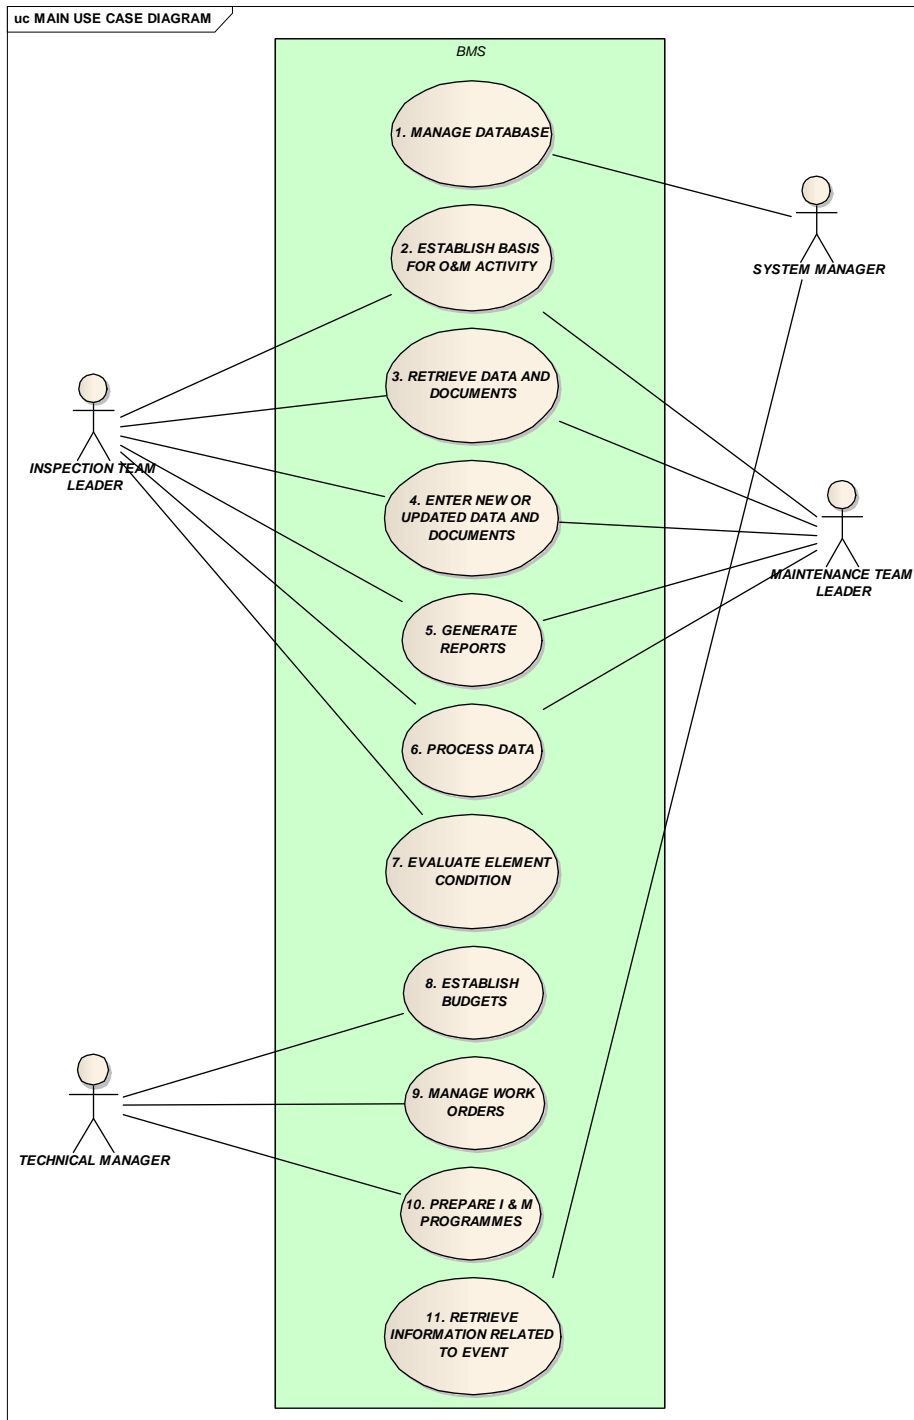 uc MAIN USE CASE DIAGRAM
BMS
1. MANAGE DATABASE
SYSTEM MANAGER
2. ESTABLISH BASIS
FOR O&M ACTIVITY
3. RETRIEVE DATA AND
DOCUMENTS
INSPECTION TEAM
LEADER
4. ENTER NEW OR
UPDATED DATA AND
DOCUMENTS
MAINTENANCE TEAM
LEADER
5. GENERATE
REPORTS
6. PROCESS DATA
7. EVALUATE ELEMENT
CONDITION
8. ESTABLISH
BUDGETS
9. MANAGE WORK
ORDERS
TECHNICAL MANAGER
10. PREPARE I & M
PROGRAMMES
11. RETRIEVE
INFORMATION RELATED
TO EVENT